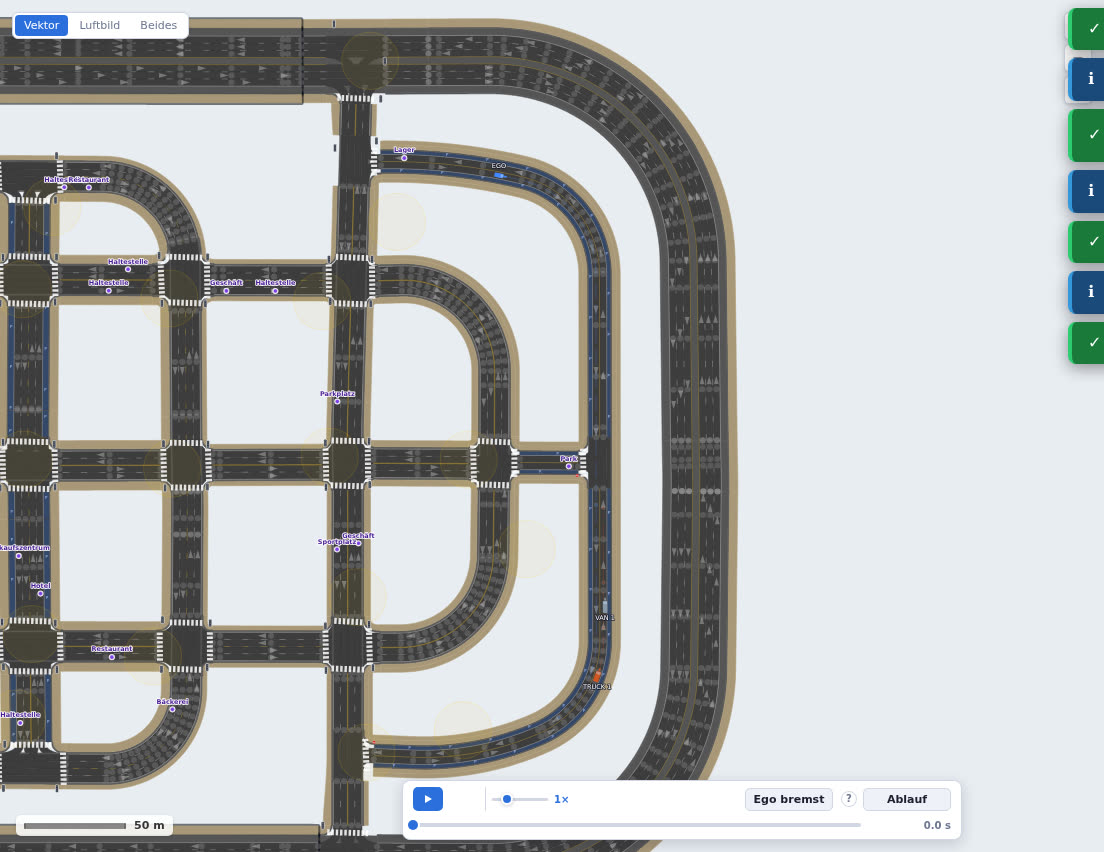 Vektor Luftbild Beides
Lager
EGO
Restaurant
Haltestelle
Haltestelle
Geschäft
Haltestelle
Parkplatz
Park
Geschäft
Sportplatz
kaufszentrum
Hotel
VAN 1
Restaurant
TRUCK 1
Bäckerei
Haltestelle
1×
Ego bremst
?
Ablauf
50 m
0.0 s